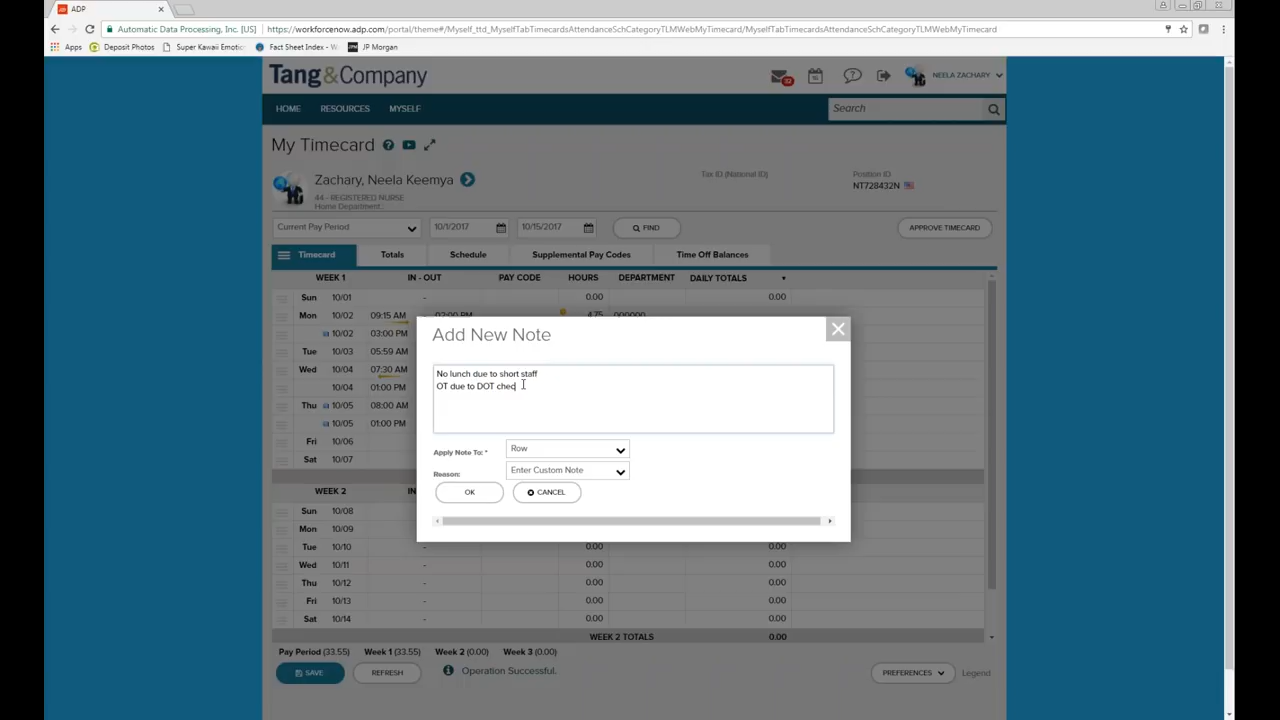 ADP
Automatic Data Processing, Inc. [US]
https://workforcenow.adp.com/portal/theme#/Myself_ttd_MyselfTabTimecardsAttendanceSchCategoryTLMWebMyTimecard/MyselfTabTimecardsAttendanceSchCategoryTLMWebMyTimecard
Apps Deposit Photos Super Kawaii Emotic Fact Sheet Index - W JP Morgan
Tang&Company
32
NEELA ZACHARY
HOME RESOURCES MYSELF
Search
My Timecard
Zachary, Neela Keemya
44 - REGISTERED NURSE
Home Department:
Tax ID (National ID)
Position ID
NT728432N
Current Pay Period 10/1/2017 10/15/2017 FIND APPROVE TIMECARD
Timecard Totals Schedule Supplemental Pay Codes Time Off Balances
WEEK 1 IN - OUT PAY CODE HOURS DEPARTMENT DAILY TOTALS
Sun 10/01 - 0.00 0.00
Mon 10/02 09:15 AM - 02:00 PM 4.75 000000
10/02 03:00 PM
Tue 10/03 05:59 AM
Wed 10/04 07:30 AM
10/04 01:00 PM
Thu 10/05 08:00 AM
10/05 01:00 PM
Fri 10/06
Sat 10/07
Add New Note
No lunch due to short staff
OT due to DOT chec
Apply Note To: * Row
Reason: Enter Custom Note
OK CANCEL
WEEK 2 IN
Sun 10/08
Mon 10/09
Tue 10/10 - 0.00 0.00
Wed 10/11 - 0.00 0.00
Thu 10/12 - 0.00 0.00
Fri 10/13 - 0.00 0.00
Sat 10/14 - 0.00 0.00
WEEK 2 TOTALS 0.00
Pay Period (33.55) Week 1 (33.55) Week 2 (0.00) Week 3 (0.00)
SAVE REFRESH Operation Successful. PREFERENCES Legend